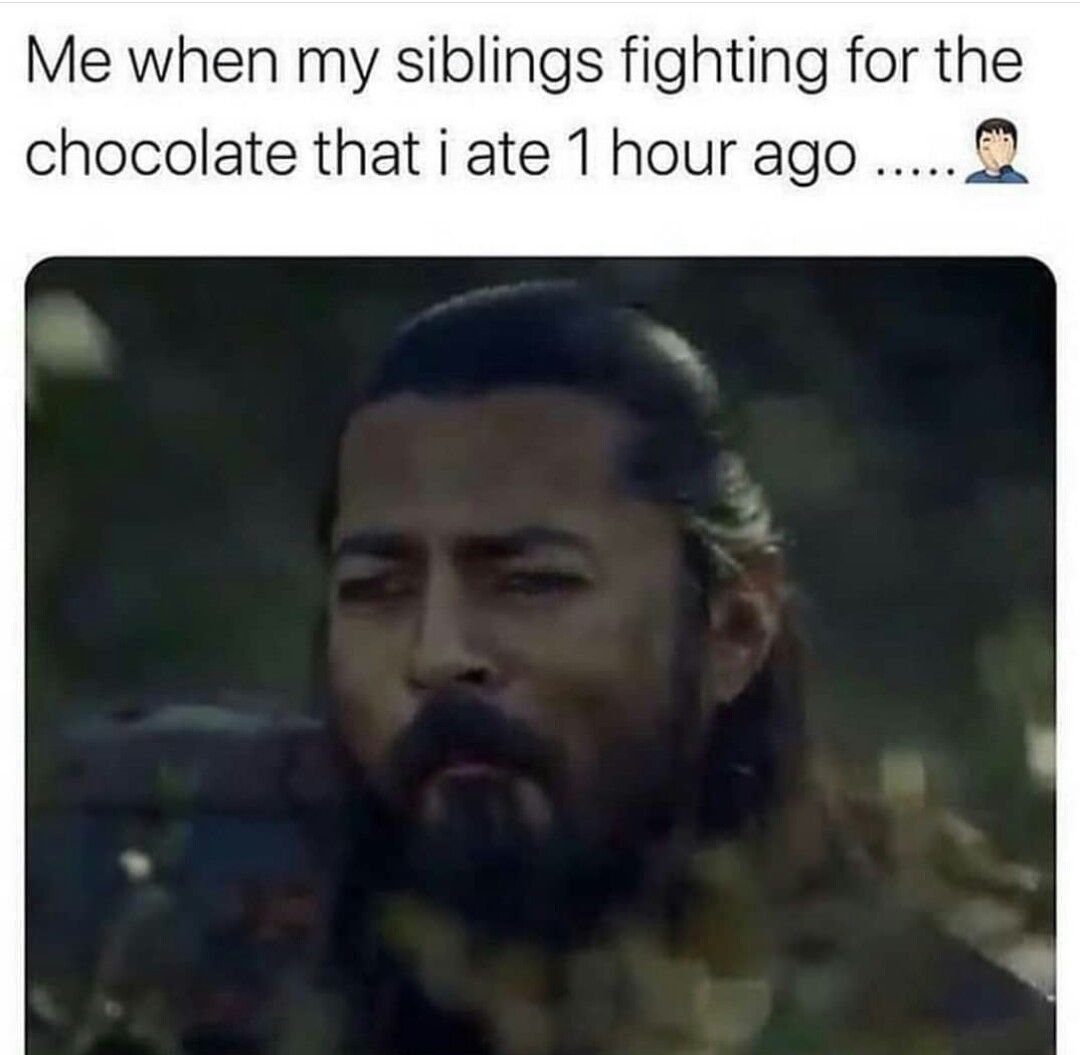 Me when my siblings fighting for the
chocolate that i ate 1 hour ago .....🤦🏻‍♂️